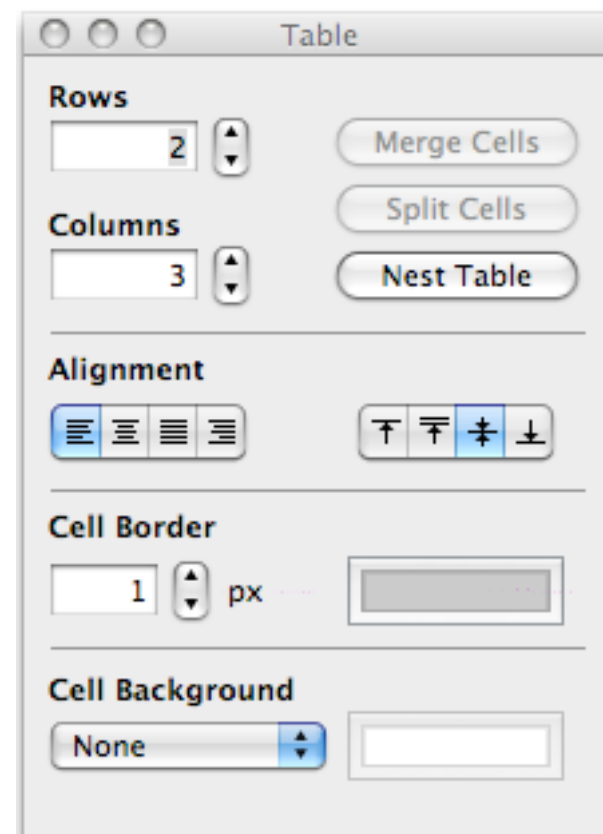 Table
Rows
2
Merge Cells
Split Cells
Columns
3
Nest Table
Alignment
Cell Border
1 px
Cell Background
None